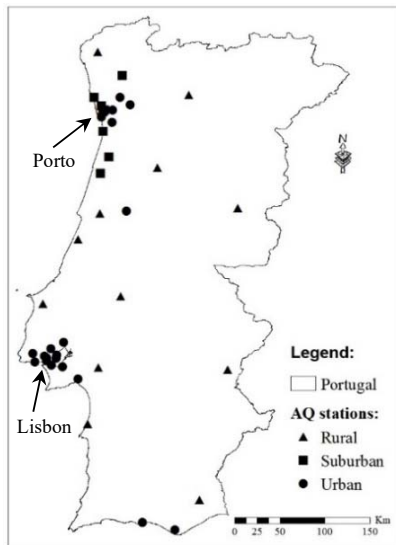 N
Porto
Lisbon
Legend:
Portugal
AQ stations:
Rural
Suburban
Urban
Km
0 25 50 100 150